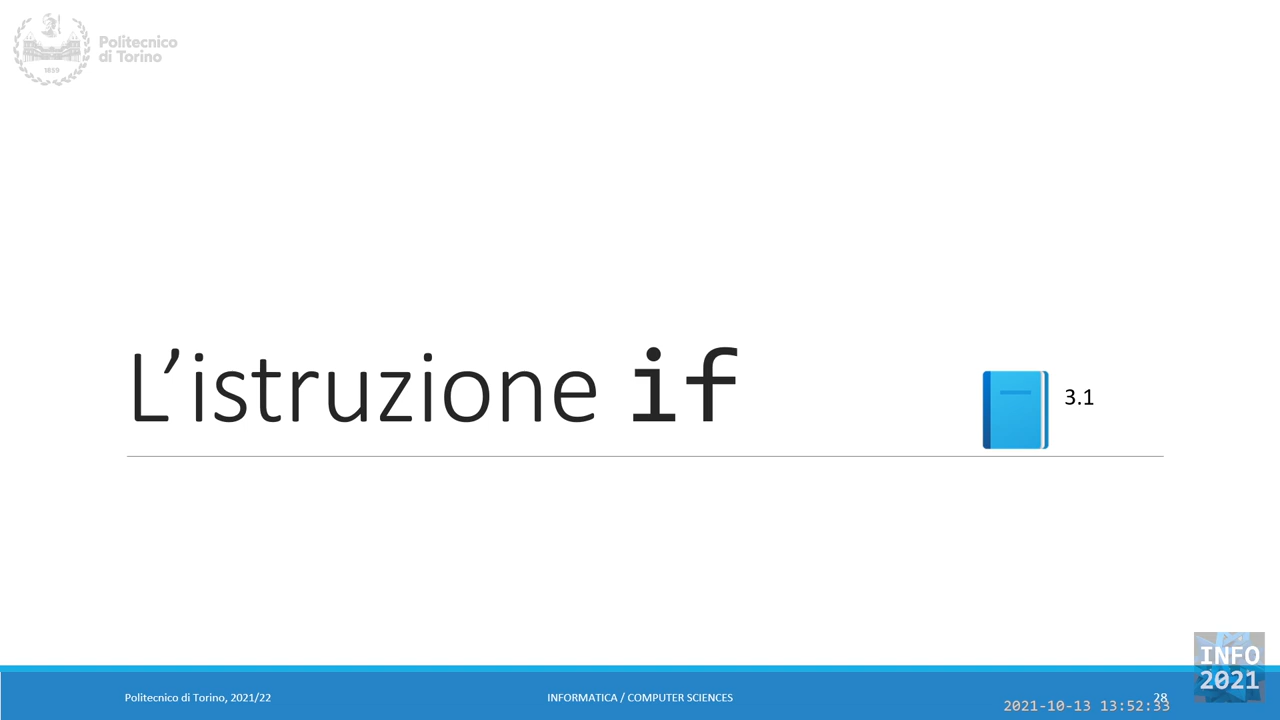 Politecnico
di Torino
1859
L’istruzione if
3.1
Politecnico di Torino, 2021/22
INFORMATICA / COMPUTER SCIENCES
28
2021-10-13 13:52:33
INFO
2021